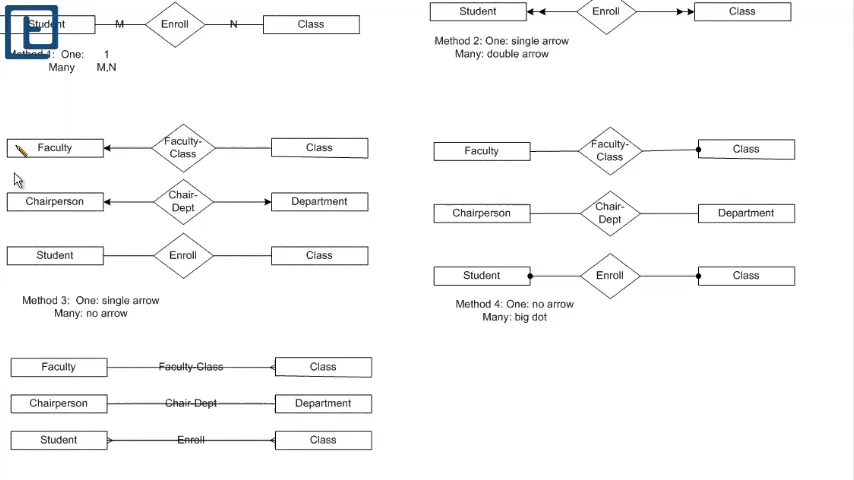 Student M Enroll N Class
Method 1: One: 1
Many M,N
Student Enroll Class
Method 2: One: single arrow
Many: double arrow
Faculty Faculty-
Class Class
Chairperson Chair-
Dept Department
Student Enroll Class
Method 3: One: single arrow
Many: no arrow
Faculty Faculty-
Class Class
Chairperson Chair-
Dept Department
Student Enroll Class
Method 4: One: no arrow
Many: big dot
Faculty Faculty-Class Class
Chairperson Chair-Dept Department
Student Enroll Class